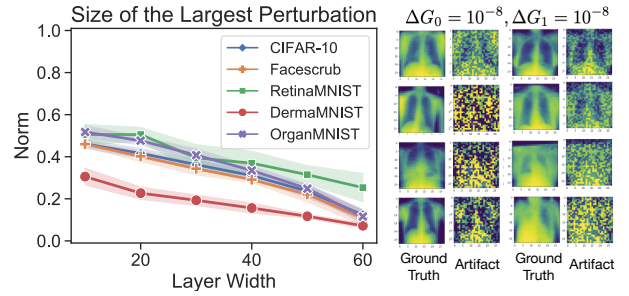 Size of the Largest Perturbation
1.0
0.8
0.6
0.4
0.2
0.0
Norm
CIFAR-10
Facescrub
RetinaMNIST
DermaMNIST
OrganMNIST
20 40 60
Layer Width
ΔG₀ = 10⁻⁸, ΔG₁ = 10⁻⁸
Ground Truth
Artifact
Ground Truth
Artifact